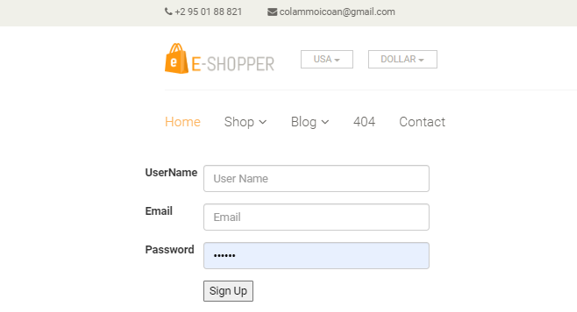 +2 95 01 88 821 colammoicoan@gmail.com
e E-SHOPPER USA DOLLAR
Home Shop Blog 404 Contact
UserName User Name
Email Email
Password ••••••
Sign Up